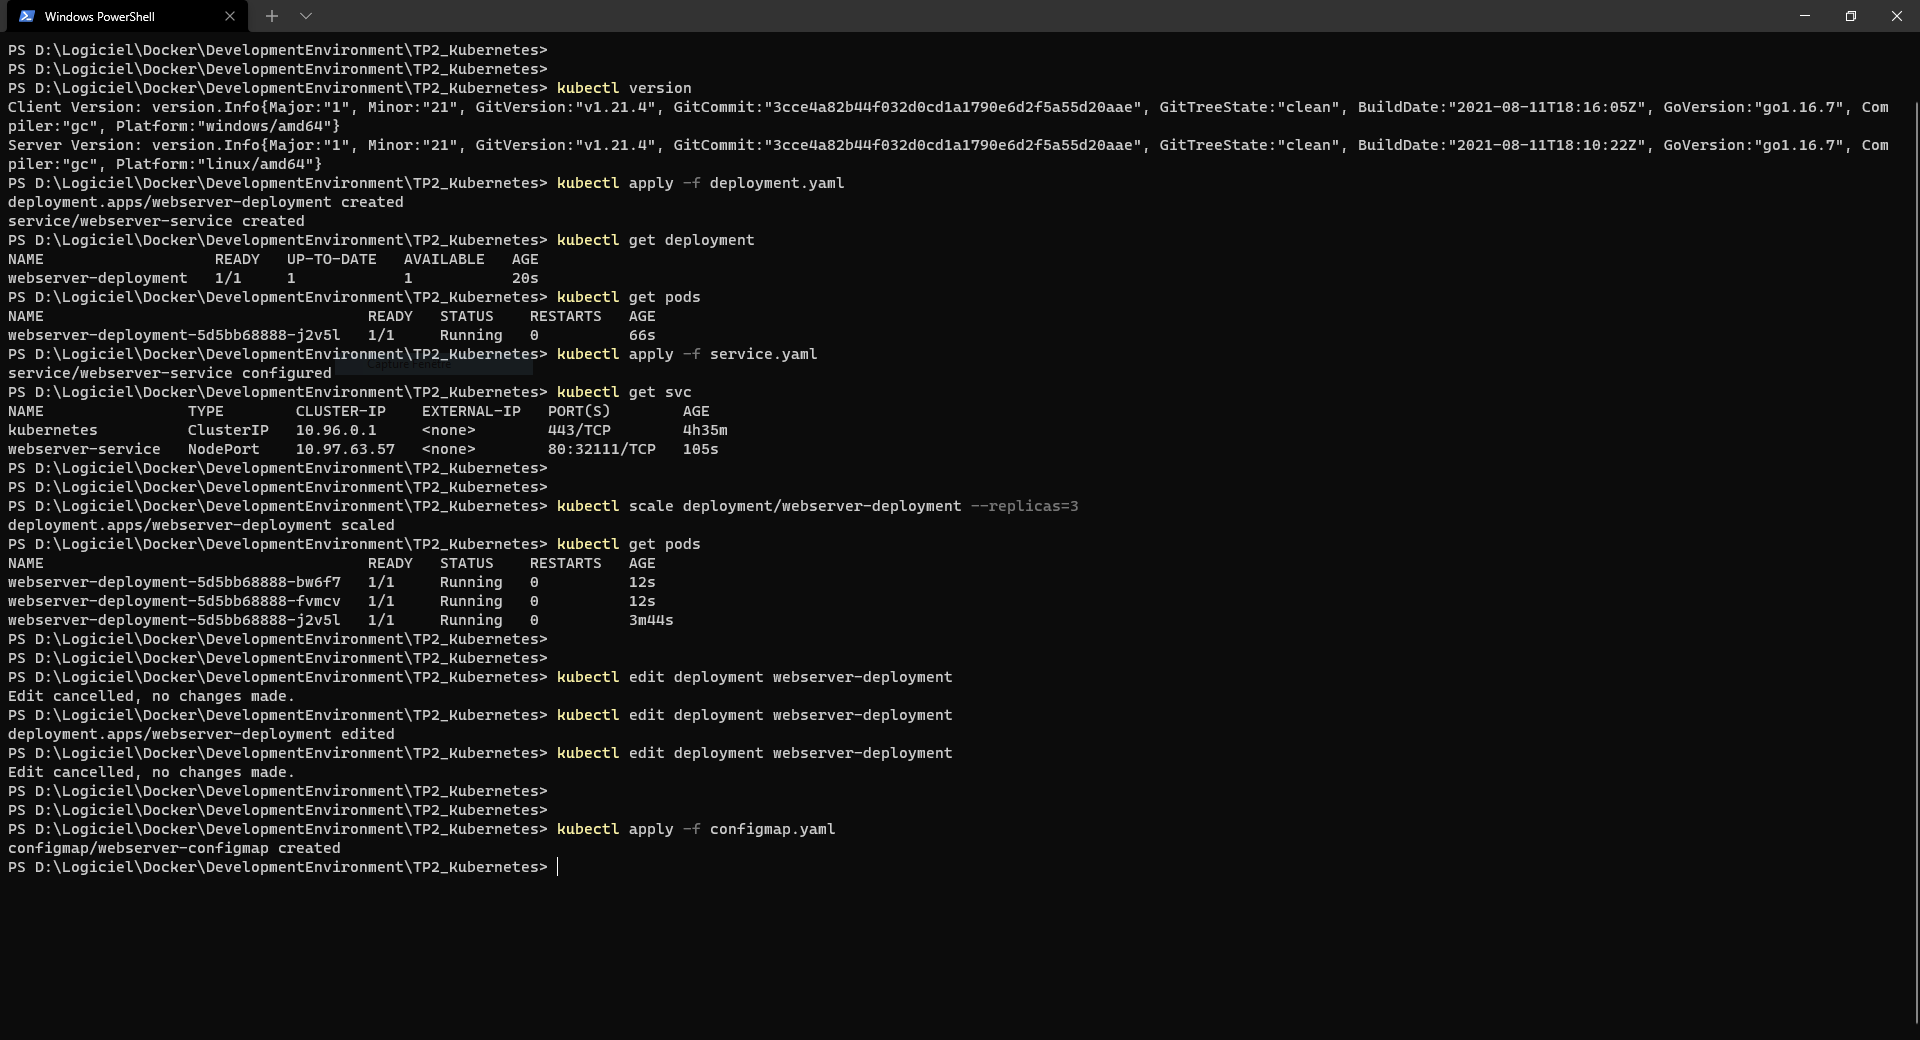 Windows PowerShell
PS D:\Logiciel\Docker\DevelopmentEnvironment\TP2_Kubernetes>
PS D:\Logiciel\Docker\DevelopmentEnvironment\TP2_Kubernetes>
PS D:\Logiciel\Docker\DevelopmentEnvironment\TP2_Kubernetes> kubectl version
Client Version: version.Info{Major:"1", Minor:"21", GitVersion:"v1.21.4", GitCommit:"3cce4a82b44f032d0cd1a1790e6d2f5a55d20aae", GitTreeState:"clean", BuildDate:"2021-08-11T18:16:05Z", GoVersion:"go1.16.7", Com
piler:"gc", Platform:"windows/amd64"}
Server Version: version.Info{Major:"1", Minor:"21", GitVersion:"v1.21.4", GitCommit:"3cce4a82b44f032d0cd1a1790e6d2f5a55d20aae", GitTreeState:"clean", BuildDate:"2021-08-11T18:10:22Z", GoVersion:"go1.16.7", Com
piler:"gc", Platform:"linux/amd64"}
PS D:\Logiciel\Docker\DevelopmentEnvironment\TP2_Kubernetes> kubectl apply -f deployment.yaml
deployment.apps/webserver-deployment created
service/webserver-service created
PS D:\Logiciel\Docker\DevelopmentEnvironment\TP2_Kubernetes> kubectl get deployment
NAME                   READY   UP-TO-DATE   AVAILABLE   AGE
webserver-deployment   1/1     1            1           20s
PS D:\Logiciel\Docker\DevelopmentEnvironment\TP2_Kubernetes> kubectl get pods
NAME                                    READY   STATUS    RESTARTS   AGE
webserver-deployment-5d5bb68888-j2v5l   1/1     Running   0          66s
PS D:\Logiciel\Docker\DevelopmentEnvironment\TP2_Kubernetes> kubectl apply -f service.yaml
Capture Fenêtre
service/webserver-service configured
PS D:\Logiciel\Docker\DevelopmentEnvironment\TP2_Kubernetes> kubectl get svc
NAME                TYPE        CLUSTER-IP    EXTERNAL-IP   PORT(S)        AGE
kubernetes          ClusterIP   10.96.0.1     <none>        443/TCP        4h35m
webserver-service   NodePort    10.97.63.57   <none>        80:32111/TCP   105s
PS D:\Logiciel\Docker\DevelopmentEnvironment\TP2_Kubernetes>
PS D:\Logiciel\Docker\DevelopmentEnvironment\TP2_Kubernetes>
PS D:\Logiciel\Docker\DevelopmentEnvironment\TP2_Kubernetes> kubectl scale deployment/webserver-deployment --replicas=3
deployment.apps/webserver-deployment scaled
PS D:\Logiciel\Docker\DevelopmentEnvironment\TP2_Kubernetes> kubectl get pods
NAME                                    READY   STATUS    RESTARTS   AGE
webserver-deployment-5d5bb68888-bw6f7   1/1     Running   0          12s
webserver-deployment-5d5bb68888-fvmcv   1/1     Running   0          12s
webserver-deployment-5d5bb68888-j2v5l   1/1     Running   0          3m44s
PS D:\Logiciel\Docker\DevelopmentEnvironment\TP2_Kubernetes>
PS D:\Logiciel\Docker\DevelopmentEnvironment\TP2_Kubernetes>
PS D:\Logiciel\Docker\DevelopmentEnvironment\TP2_Kubernetes> kubectl edit deployment webserver-deployment
Edit cancelled, no changes made.
PS D:\Logiciel\Docker\DevelopmentEnvironment\TP2_Kubernetes> kubectl edit deployment webserver-deployment
deployment.apps/webserver-deployment edited
PS D:\Logiciel\Docker\DevelopmentEnvironment\TP2_Kubernetes> kubectl edit deployment webserver-deployment
Edit cancelled, no changes made.
PS D:\Logiciel\Docker\DevelopmentEnvironment\TP2_Kubernetes>
PS D:\Logiciel\Docker\DevelopmentEnvironment\TP2_Kubernetes>
PS D:\Logiciel\Docker\DevelopmentEnvironment\TP2_Kubernetes> kubectl apply -f configmap.yaml
configmap/webserver-configmap created
PS D:\Logiciel\Docker\DevelopmentEnvironment\TP2_Kubernetes>